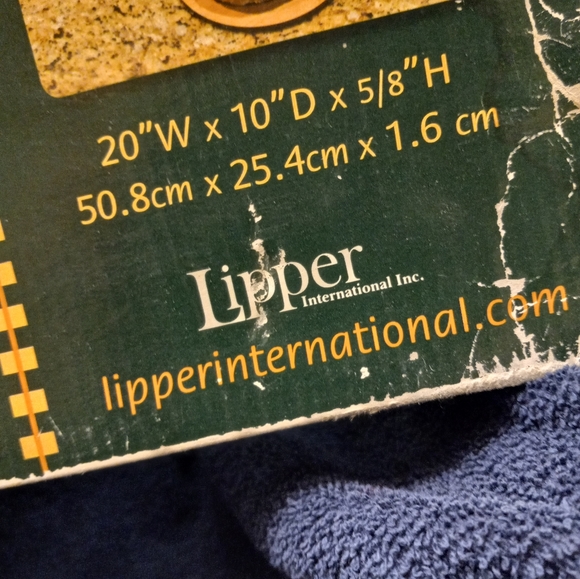 20"W x 10"D x 5/8"H
50.8cm x 25.4cm x 1.6 cm
Lipper
International Inc.
lipperinternational.com